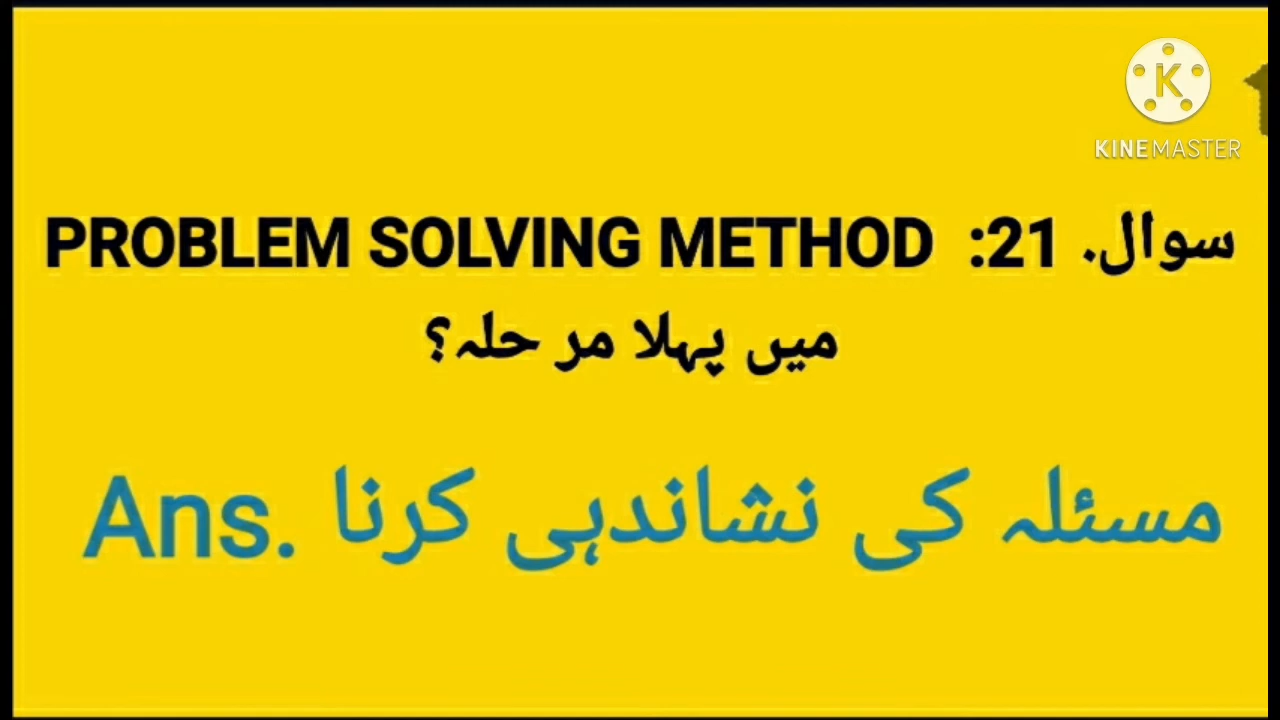 KINEMASTER
سوال. 21: PROBLEM SOLVING METHOD
میں پہلا مر حلہ؟
مسئلہ کی نشاندہی کرنا Ans.